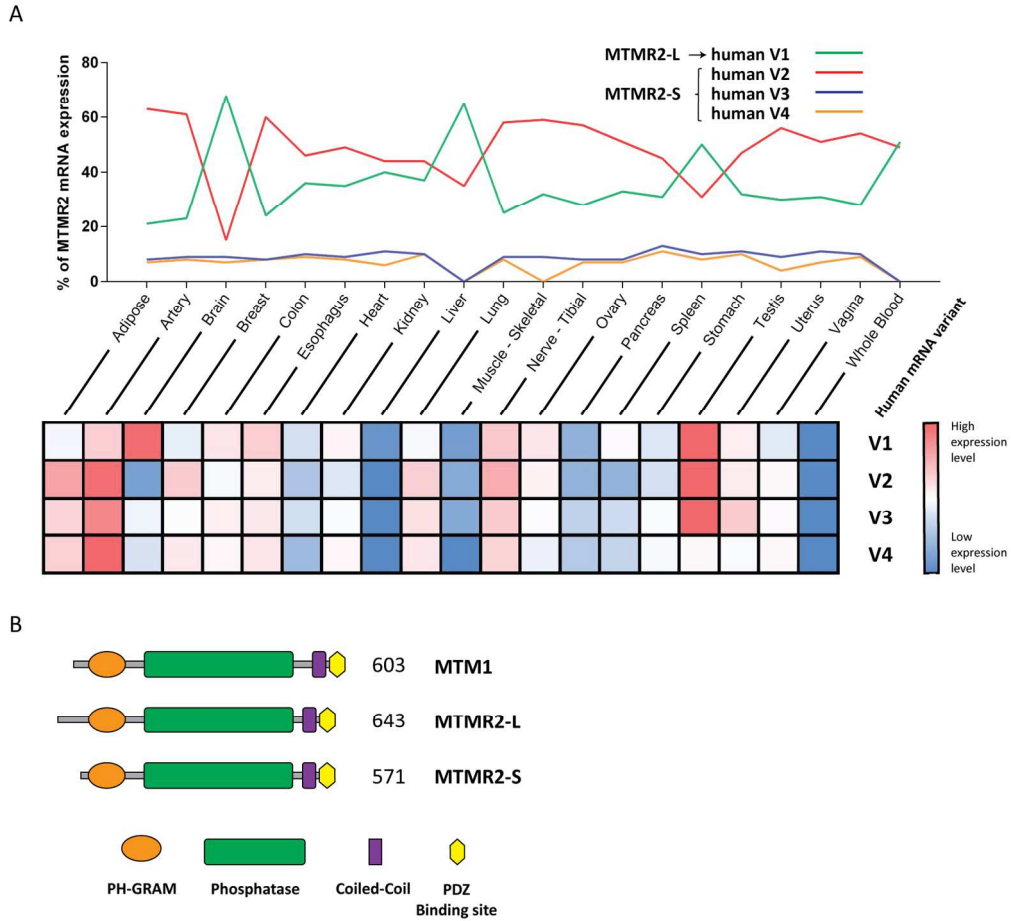 A
% of MTMR2 mRNA expression
80
60
40
20
0
MTMR2-L → human V1
MTMR2-S
human V2
human V3
human V4
Adipose
Artery
Brain
Breast
Colon
Esophagus
Heart
Kidney
Liver
Lung
Muscle - Skeletal
Nerve - Tibial
Ovary
Pancreas
Spleen
Stomach
Testis
Uterus
Vagina
Whole Blood
Human mRNA variant
V1
V2
V3
V4
High
expression
level
Low
expression
level
B
603 MTM1
643 MTMR2-L
571 MTMR2-S
PH-GRAM
Phosphatase
Coiled-Coil
PDZ
Binding site